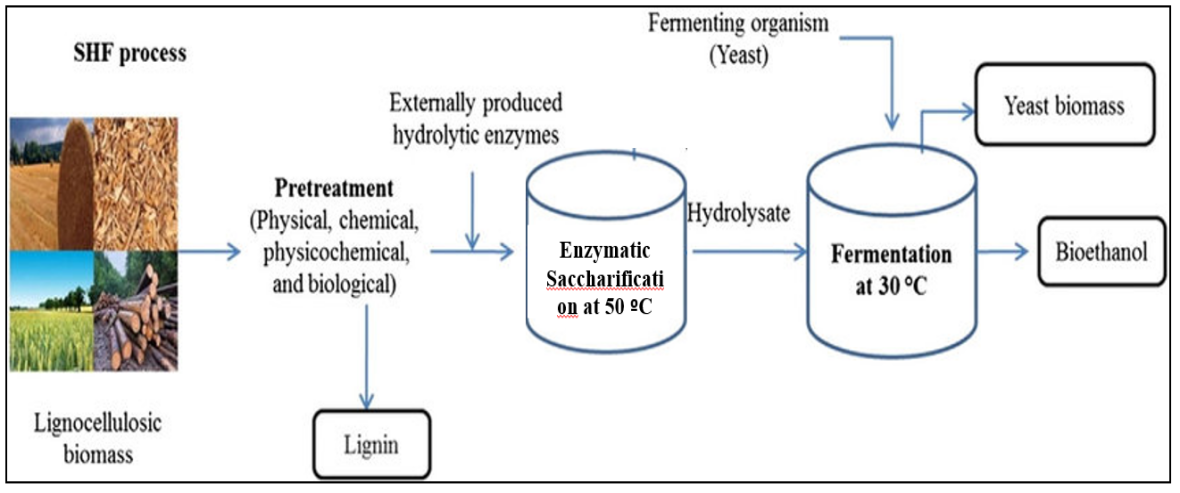 SHF process
Lignocellulosic
biomass
Pretreatment
(Physical, chemical,
physicochemical,
and biological)
Lignin
Externally produced
hydrolytic enzymes
Enzymatic
Saccharificati
on at 50 ºC
Hydrolysate
Fermenting organism
(Yeast)
Fermentation
at 30 °C
Yeast biomass
Bioethanol